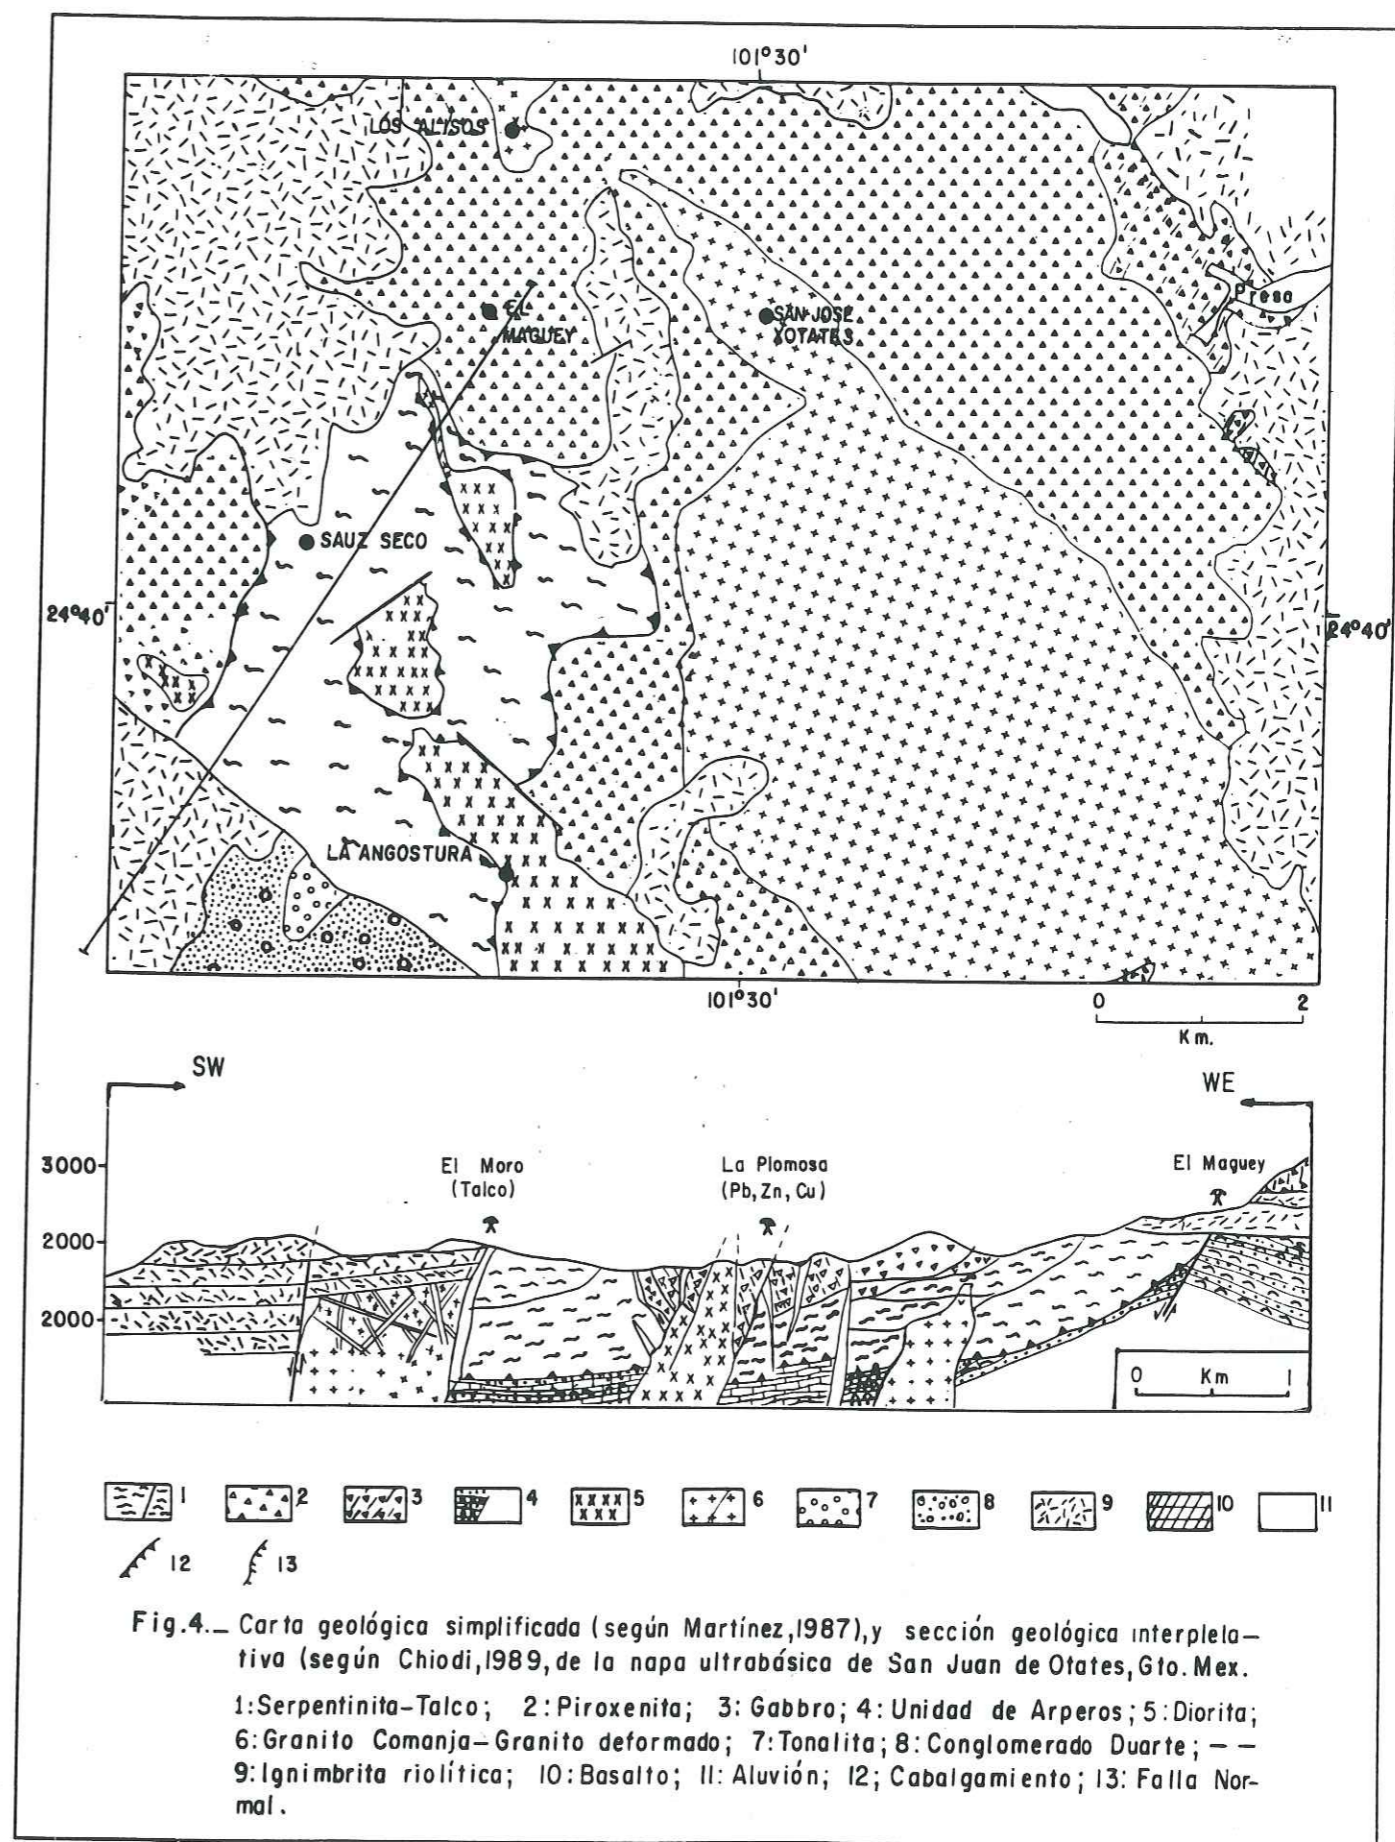 101°30'
LOS ALISOS
EL
MAGUEY
SAN JOSE
YOTATES
Presa
SAUZ SECO
24°40'
24°40'
LA ANGOSTURA
101°30'
0 2
Km.
SW
WE
3000
2000
2000
El Moro
(Talco)
La Plomosa
(Pb, Zn, Cu)
El Maguey
0 Km 1
1 2 3 4 5 6 7 8 9 10 11
12 13
Fig.4._ Carta geológica simplificada (según Martínez,1987),y sección geológica interplela-
tiva (según Chiodi,1989, de la napa ultrabásica de San Juan de Otates, Gto. Mex.
1:Serpentinita-Talco; 2:Piroxenita; 3: Gabbro; 4: Unidad de Arperos; 5:Diorita;
6:Granito Comanja-Granito deformado; 7:Tonalita; 8:Conglomerado Duarte; - -
9:Ignimbrita riolítica; 10:Basalto; 11: Aluvión; 12; Cabalgamiento; 13: Falla Nor-
mal.